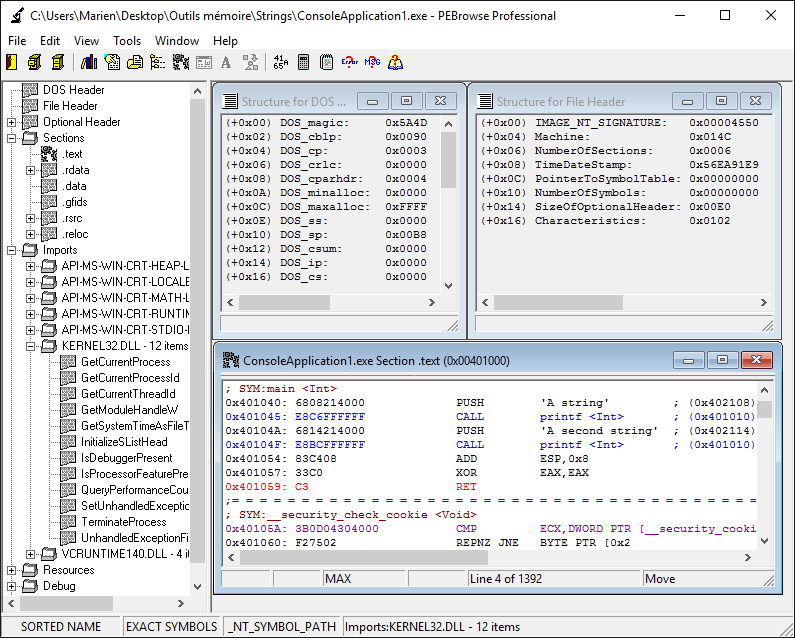 C:\Users\Marien\Desktop\Outils mémoire\Strings\ConsoleApplication1.exe - PEBrowse Professional
File Edit View Tools Window Help
DOS Header
File Header
Optional Header
Sections
.text
.rdata
.data
.gfids
.rsrc
.reloc
Imports
API-MS-WIN-CRT-HEAP-L
API-MS-WIN-CRT-LOCALE
API-MS-WIN-CRT-MATH-L
API-MS-WIN-CRT-RUNTIN
API-MS-WIN-CRT-STDIO-I
KERNEL32.DLL - 12 items
GetCurrentProcess
GetCurrentProcessId
GetCurrentThreadId
GetModuleHandleW
GetSystemTimeAsFileT
InitializeSListHead
IsDebuggerPresent
IsProcessorFeaturePre
QueryPerformanceCou
SetUnhandledExceptio
TerminateProcess
UnhandledExceptionFi
VCRUNTIME140.DLL - 4 it
Resources
Debug
Structure for DOS ...
(+0x00) DOS_magic: 0x5A4D
(+0x02) DOS_cblp: 0x0090
(+0x04) DOS_cp: 0x0003
(+0x06) DOS_crlc: 0x0000
(+0x08) DOS_cparhdr: 0x0004
(+0x0A) DOS_minalloc: 0x0000
(+0x0C) DOS_maxalloc: 0xFFFF
(+0x0E) DOS_ss: 0x0000
(+0x10) DOS_sp: 0x00B8
(+0x12) DOS_csum: 0x0000
(+0x14) DOS_ip: 0x0000
(+0x16) DOS_cs: 0x0000
Structure for File Header
(+0x00) IMAGE_NT_SIGNATURE: 0x00004550
(+0x04) Machine: 0x014C
(+0x06) NumberOfSections: 0x0006
(+0x08) TimeDateStamp: 0x56EA91E9
(+0x0C) PointerToSymbolTable: 0x00000000
(+0x10) NumberOfSymbols: 0x00000000
(+0x14) SizeOfOptionalHeader: 0x00E0
(+0x16) Characteristics: 0x0102
ConsoleApplication1.exe Section .text (0x00401000)
; SYM:main <Int>
0x401040: 6808214000 PUSH 'A string' ; (0x402108)
0x401045: E8C6FFFFFF CALL printf <Int> ; (0x401010)
0x40104A: 6814214000 PUSH 'A second string' ; (0x402114)
0x40104F: E8BCFFFFFF CALL printf <Int> ; (0x401010)
0x401054: 83C408 ADD ESP,0x8
0x401057: 33C0 XOR EAX,EAX
0x401059: C3 RET
;= = = = = = = = = = = = = = = = = = = = = = = = = = = = = = = = = = = = = =
; SYM:__security_check_cookie <Void>
0x40105A: 3B0D04304000 CMP ECX,DWORD PTR [__security_cooki
0x401060: F27502 REPNZ JNE BYTE PTR [0x2
MAX Line 4 of 1392 Move
SORTED NAME EXACT SYMBOLS _NT_SYMBOL_PATH Imports:KERNEL32.DLL - 12 items